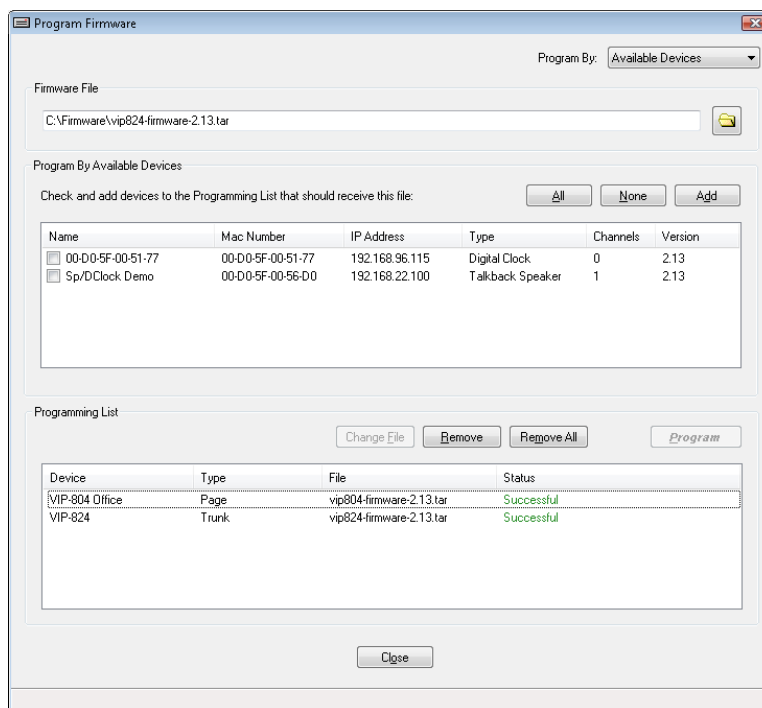 Program Firmware
Program By: Available Devices
Firmware File
C:\Firmware\vip824-firmware-2.13.tar
Program By Available Devices
Check and add devices to the Programming List that should receive this file: All None Add
Name Mac Number IP Address Type Channels Version
00-D0-5F-00-51-77 00-D0-5F-00-51-77 192.168.96.115 Digital Clock 0 2.13
Sp/DClock Demo 00-D0-5F-00-56-D0 192.168.22.100 Talkback Speaker 1 2.13
Programming List
Change File Remove Remove All Program
Device Type File Status
VIP-804 Office Page vip804-firmware-2.13.tar Successful
VIP-824 Trunk vip824-firmware-2.13.tar Successful
Close